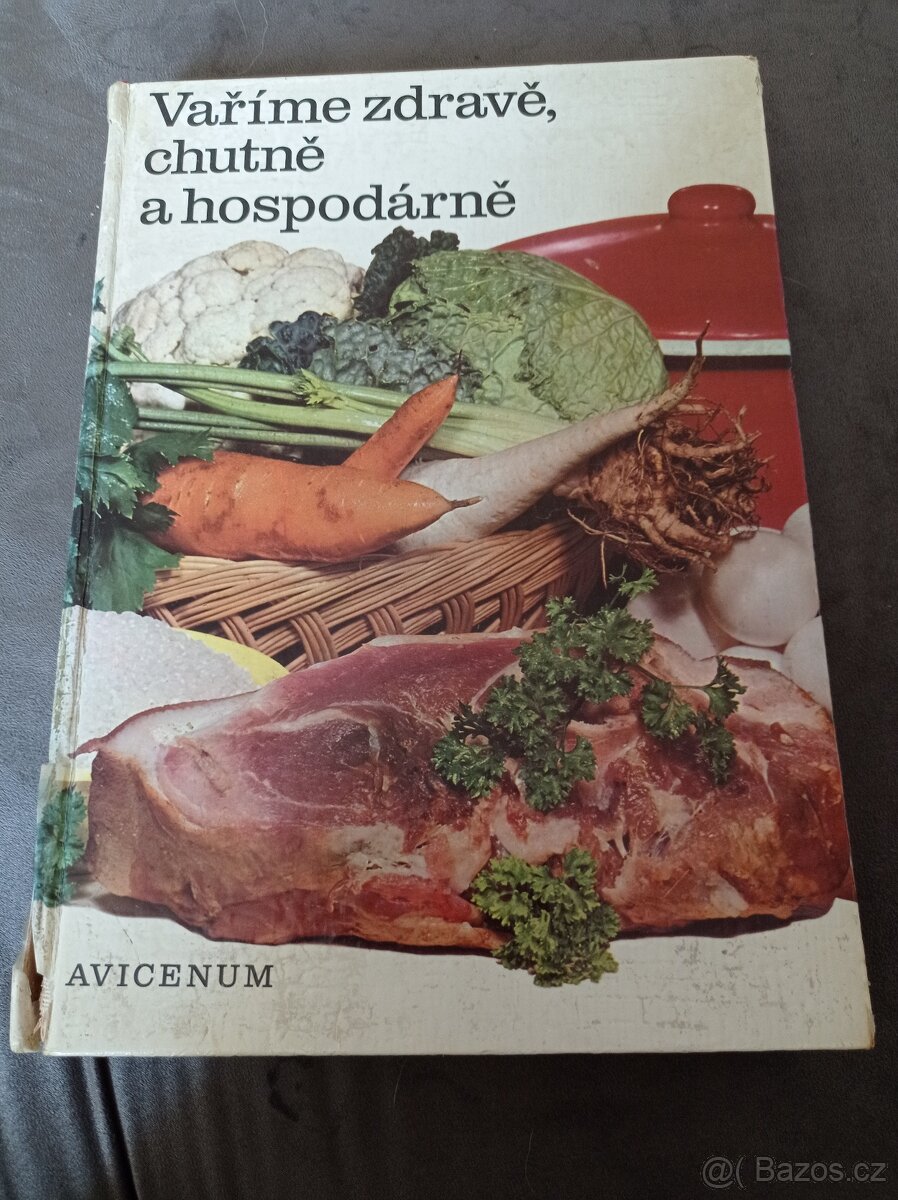 Vaříme zdravě,
chutně
a hospodárně
AVICENUM
@( Bazos.cz